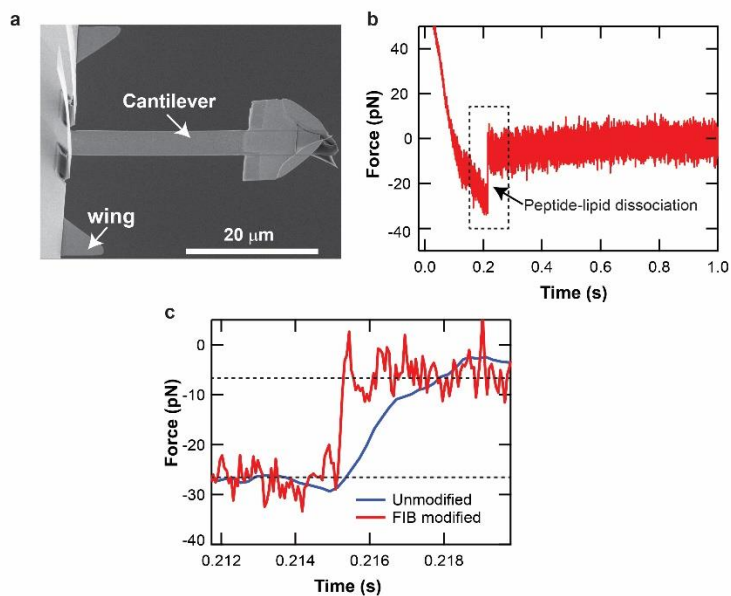 a
Cantilever
wing
20 μm
b
Force (pN)
40
20
0
-20
-40
Peptide-lipid dissociation
0.0 0.2 0.4 0.6 0.8 1.0
Time (s)
c
Force (pN)
0
-10
-20
-30
-40
Unmodified
FIB modified
0.212 0.214 0.216 0.218
Time (s)